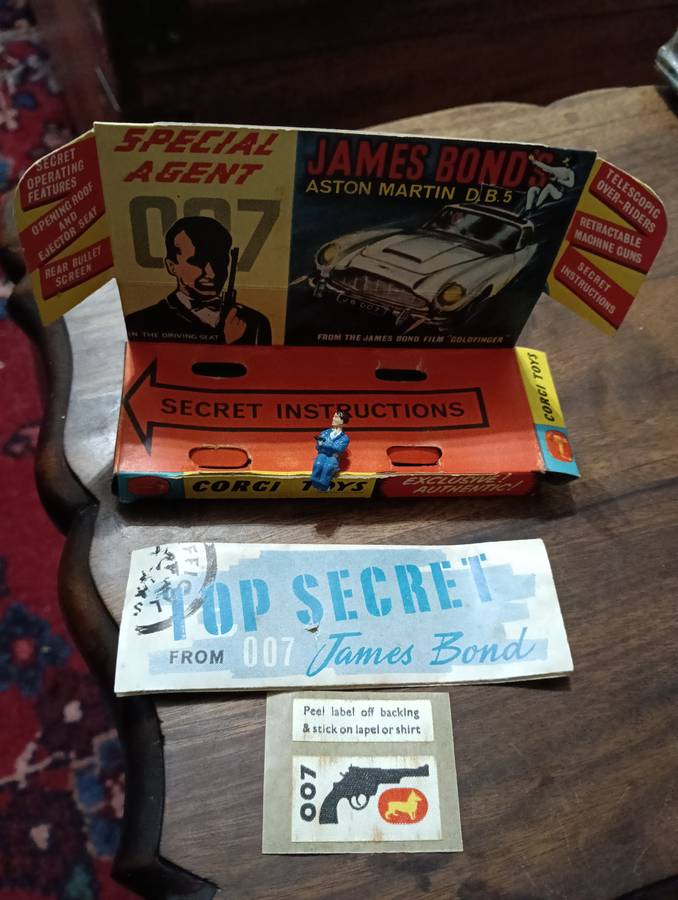 SECRET
OPERATING
FEATURES
OPENING ROOF
AND
EJECTOR SEAT
REAR BULLET
SCREEN
SPECIAL
AGENT
007
IN THE DRIVING SEAT
JAMES BOND'S
ASTON MARTIN D.B.5
JB 007
FROM THE JAMES BOND FILM "GOLDFINGER"
TELESCOPIC
OVER-RIDERS
RETRACTABLE
MACHINE GUNS
SECRET
INSTRUCTIONS
SECRET INSTRUCTIONS
CORGI TOYS
CORGI TOYS
EXCLUSIVE!
AUTHENTIC!
TOP SECRET
FROM 007 James Bond
Peel label off backing
& stick on lapel or shirt
007